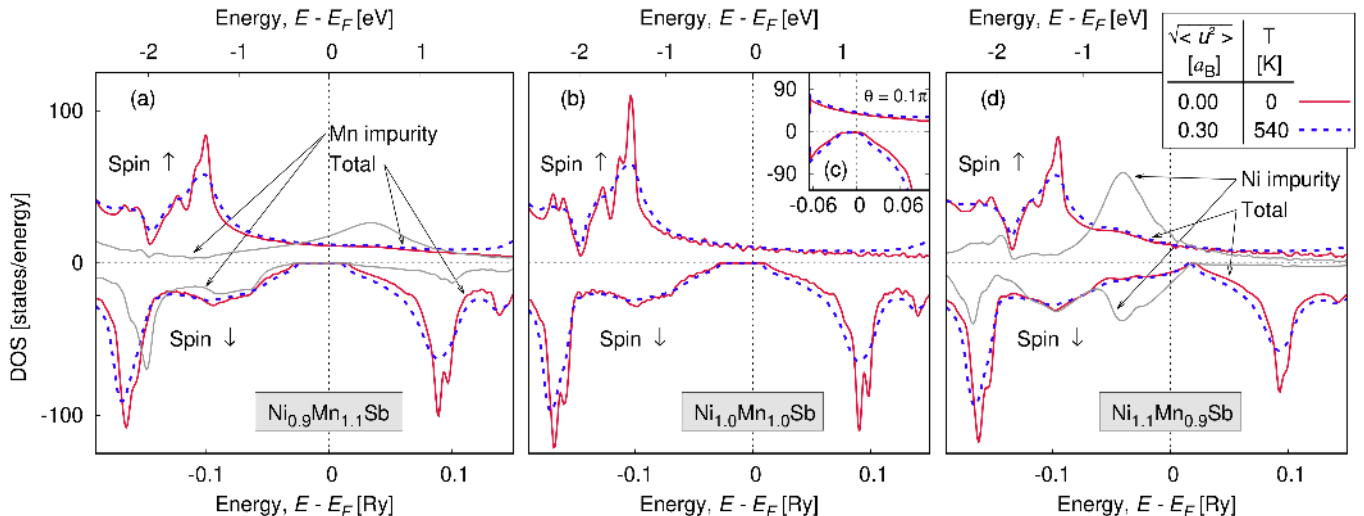 Energy, E - E_F [eV]
Energy, E - E_F [eV]
Energy, E - E_F [eV]
-2 -1 0 1
-2 -1 0 1
-2 -1
√< u² > T
[a_B] [K]
0.00 0
0.30 540
DOS [states/energy]
100
0
-100
(a)
Mn impurity
Total
Spin ↑
Spin ↓
Ni₀.₉Mn₁.₁Sb
(b)
Spin ↑
Spin ↓
Ni₁.₀Mn₁.₀Sb
90
0
-90
θ = 0.1π
(c)
-0.06 0 0.06
(d)
Spin ↑
Ni impurity
Total
Spin ↓
Ni₁.₁Mn₀.₉Sb
-0.1 0 0.1
-0.1 0 0.1
-0.1 0 0.1
Energy, E - E_F [Ry]
Energy, E - E_F [Ry]
Energy, E - E_F [Ry]